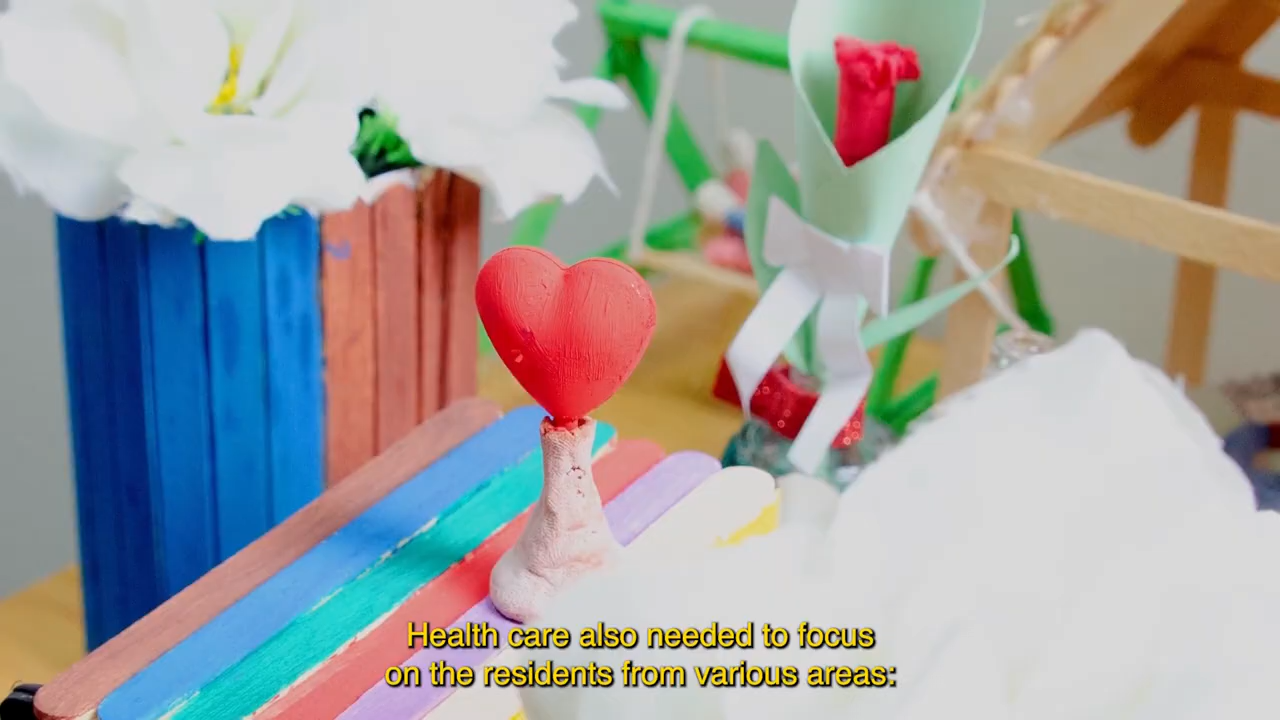 Health care also needed to focus
on the residents from various areas: